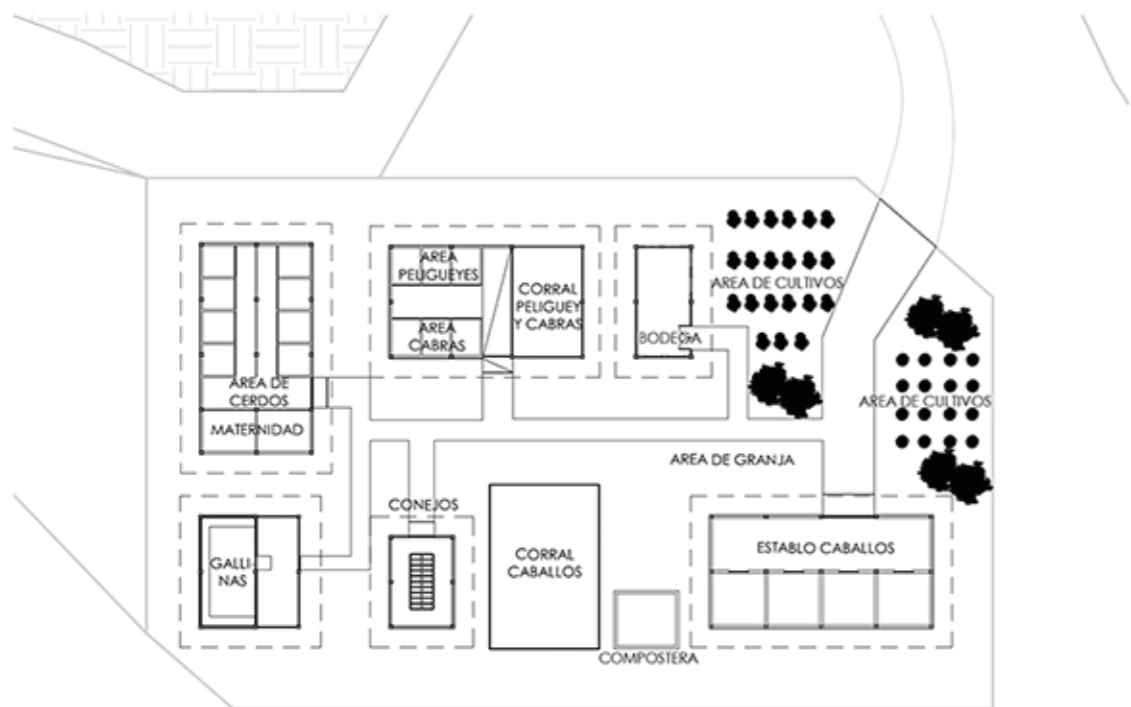 AREA
PELIGUEYES
CORRAL
PELIGUEY
Y CABRAS
AREA
CABRAS
BODEGA
AREA DE CULTIVOS
AREA DE
CERDOS
MATERNIDAD
AREA DE CULTIVOS
AREA DE GRANJA
CONEJOS
GALLI-
NAS
CORRAL
CABALLOS
ESTABLO CABALLOS
COMPOSTERA